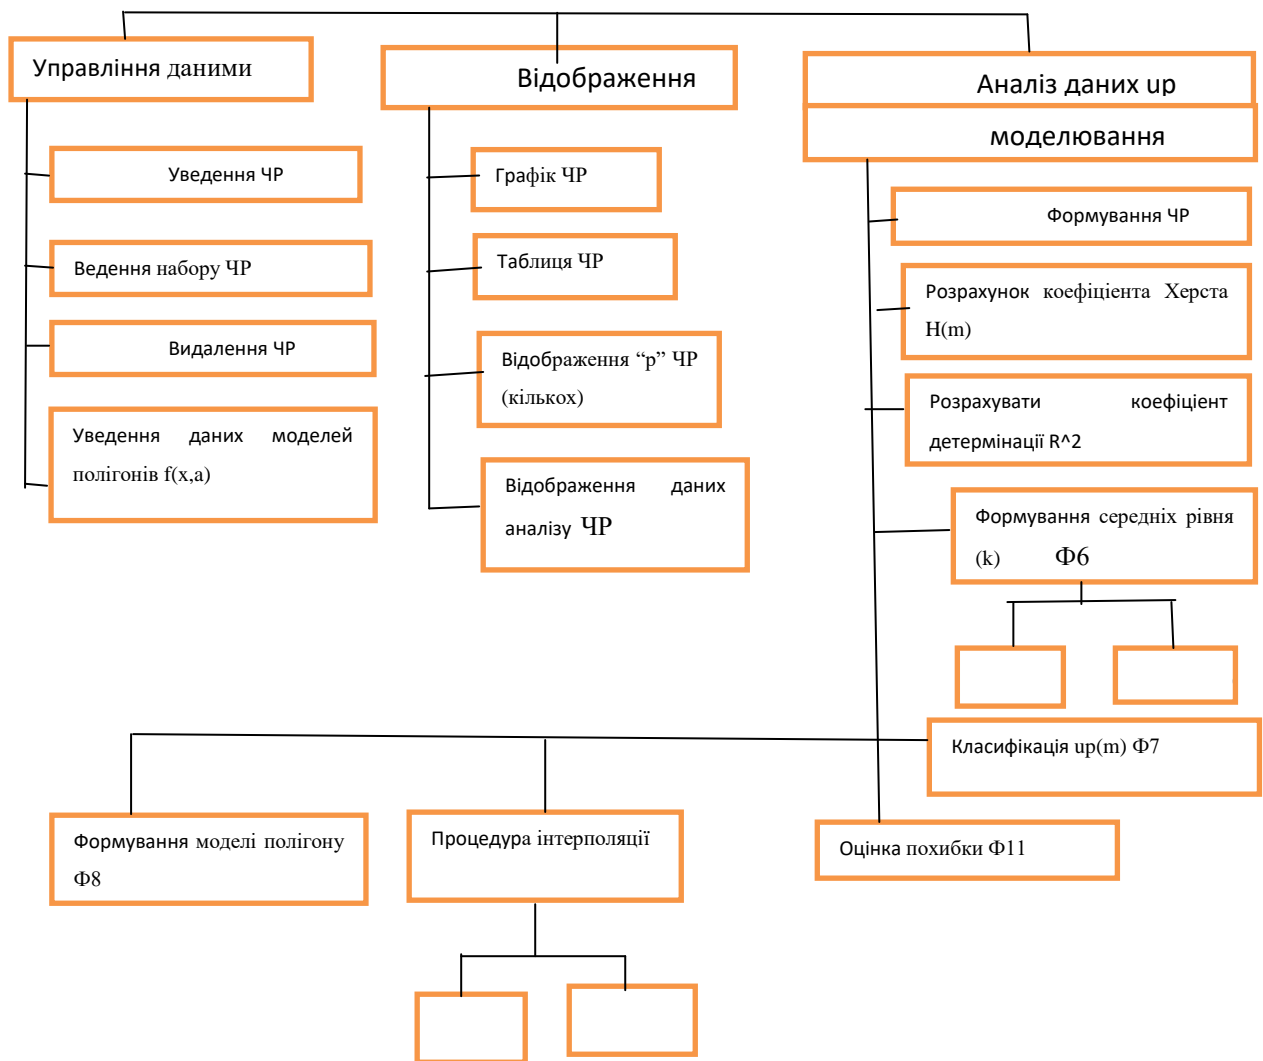 Управління даними
Уведення ЧР
Ведення набору ЧР
Видалення ЧР
Уведення даних моделей
полігонів f(x,a)
Відображення
Графік ЧР
Таблиця ЧР
Відображення “р” ЧР
(кількох)
Відображення даних
аналізу ЧР
Аналіз даних up
моделювання
Формування ЧР
Розрахунок коефіціента Херста
H(m)
Розрахувати коефіцієнт
детермінації R^2
Формування середніх рівня
(k) Ф6
Класифікація up(m) Ф7
Формування моделі полігону
Ф8
Процедура інтерполяції
Оцінка похибки Ф11